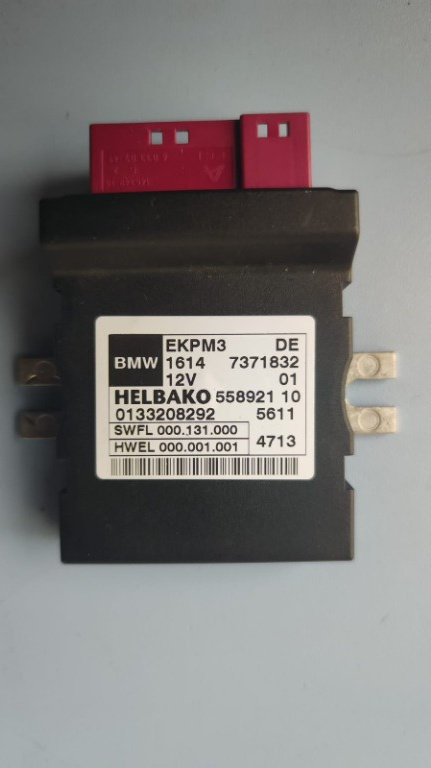 EKPM3 DE
BMW 1614 7371832
12V 01
HELBAKO 558921 10
0133208292 5611
SWFL 000.131.000
HWEL 000.001.001 4713